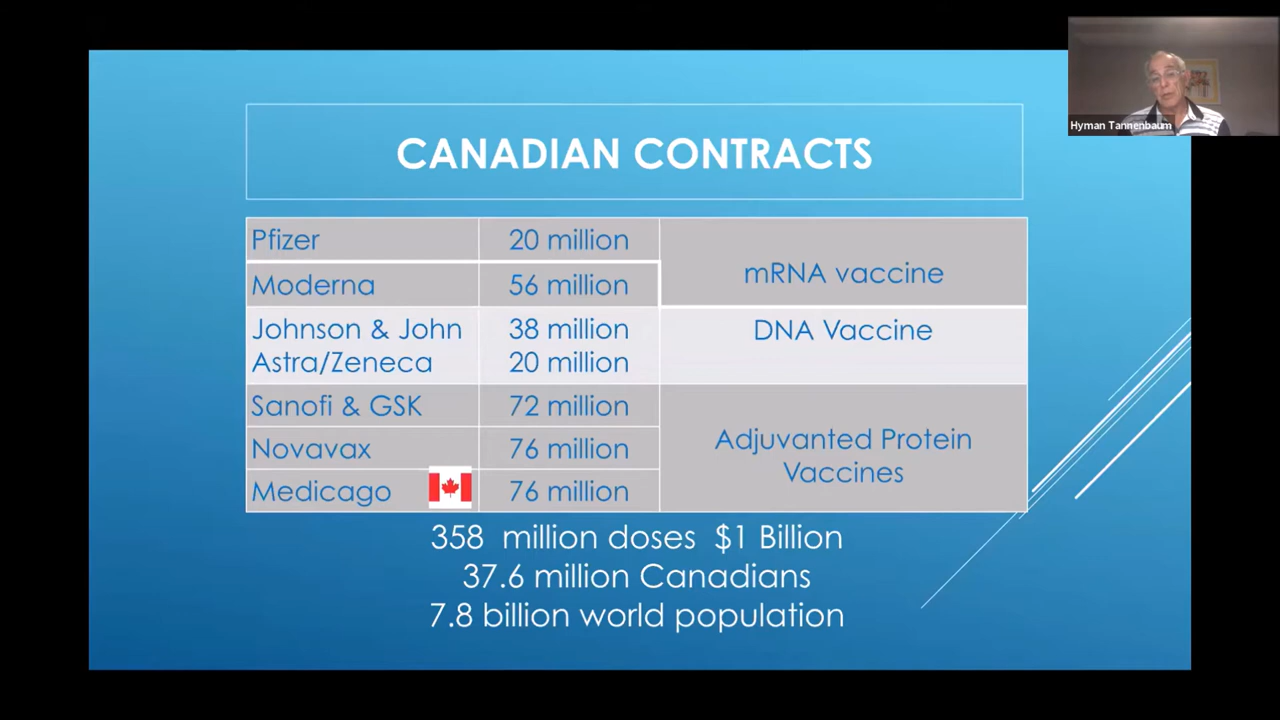 Hyman Tannenbaum
CANADIAN CONTRACTS
Pfizer 20 million
mRNA vaccine
Moderna 56 million
Johnson & John 38 million DNA Vaccine
Astra/Zeneca 20 million
Sanofi & GSK 72 million
Novavax 76 million
Adjuvanted Protein
Vaccines
Medicago 76 million
358 million doses $1 Billion
37.6 million Canadians
7.8 billion world population